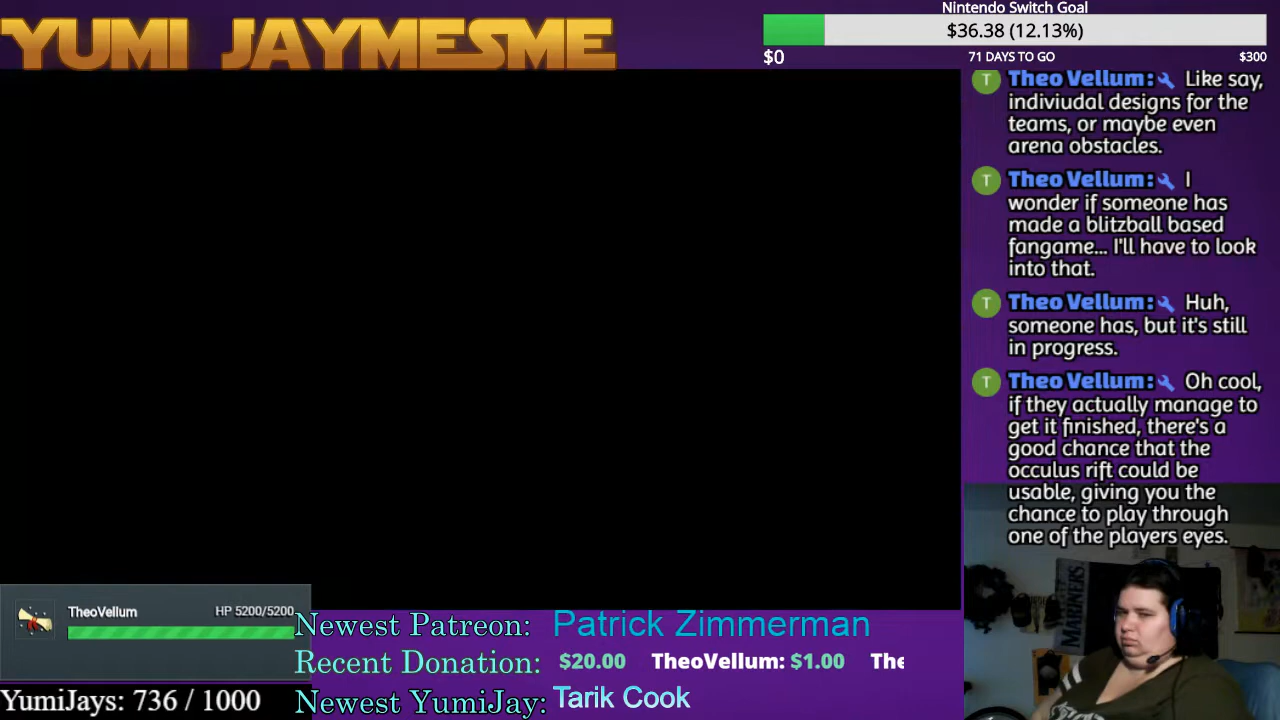 YUMI JAYMESME
Nintendo Switch Goal
$36.38 (12.13%)
$0
71 DAYS TO GO
$300
T Theo Vellum: Like say,
indiviudal designs for the
teams, or maybe even
arena obstacles.
T Theo Vellum: I
wonder if someone has
made a blitzball based
fangame... I'll have to look
into that.
T Theo Vellum: Huh,
someone has, but it's still
in progress.
T Theo Vellum: Oh cool,
if they actually manage to
get it finished, there's a
good chance that the
occulus rift could be
usable, giving you the
chance to play through
one of the players eyes.
MARINERS
TheoVellum
HP 5200/5200
Newest Patreon: Patrick Zimmerman
Recent Donation: $20.00 TheoVellum: $1.00 The
YumiJays: 736 / 1000
Newest YumiJay: Tarik Cook